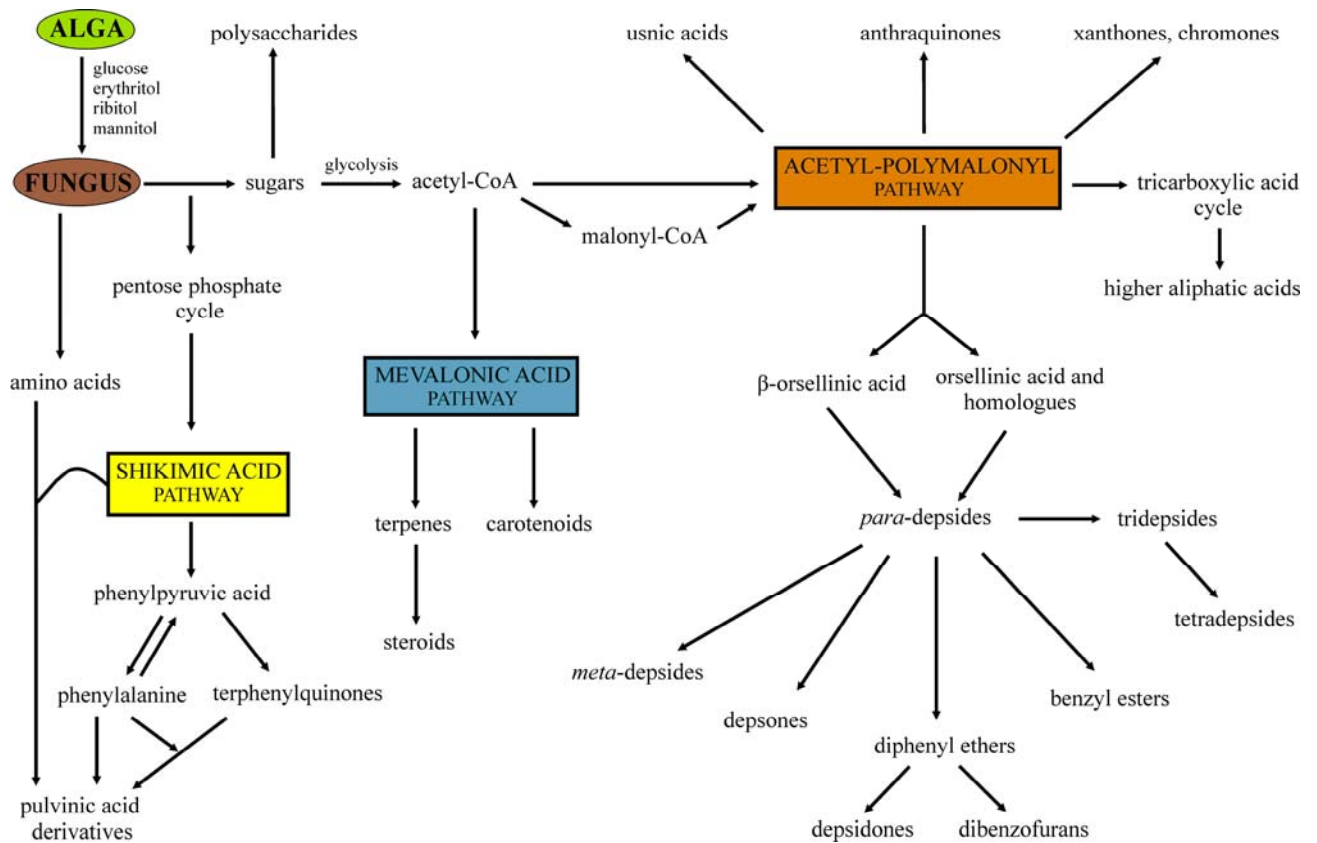 ALGA
glucose
erythritol
ribitol
mannitol
FUNGUS
polysaccharides
sugars
glycolysis
acetyl-CoA
malonyl-CoA
usnic acids
anthraquinones
xanthones, chromones
ACETYL-POLYMALONYL
PATHWAY
tricarboxylic acid
cycle
higher aliphatic acids
pentose phosphate
cycle
amino acids
MEVALONIC ACID
PATHWAY
β-orsellinic acid
orsellinic acid and
homologues
SHIKIMIC ACID
PATHWAY
terpenes
carotenoids
steroids
para-depsides
tridepsides
tetradepsides
phenylpyruvic acid
phenylalanine
terphenylquinones
pulvinic acid
derivatives
meta-depsides
depsones
diphenyl ethers
benzyl esters
depsidones
dibenzofurans